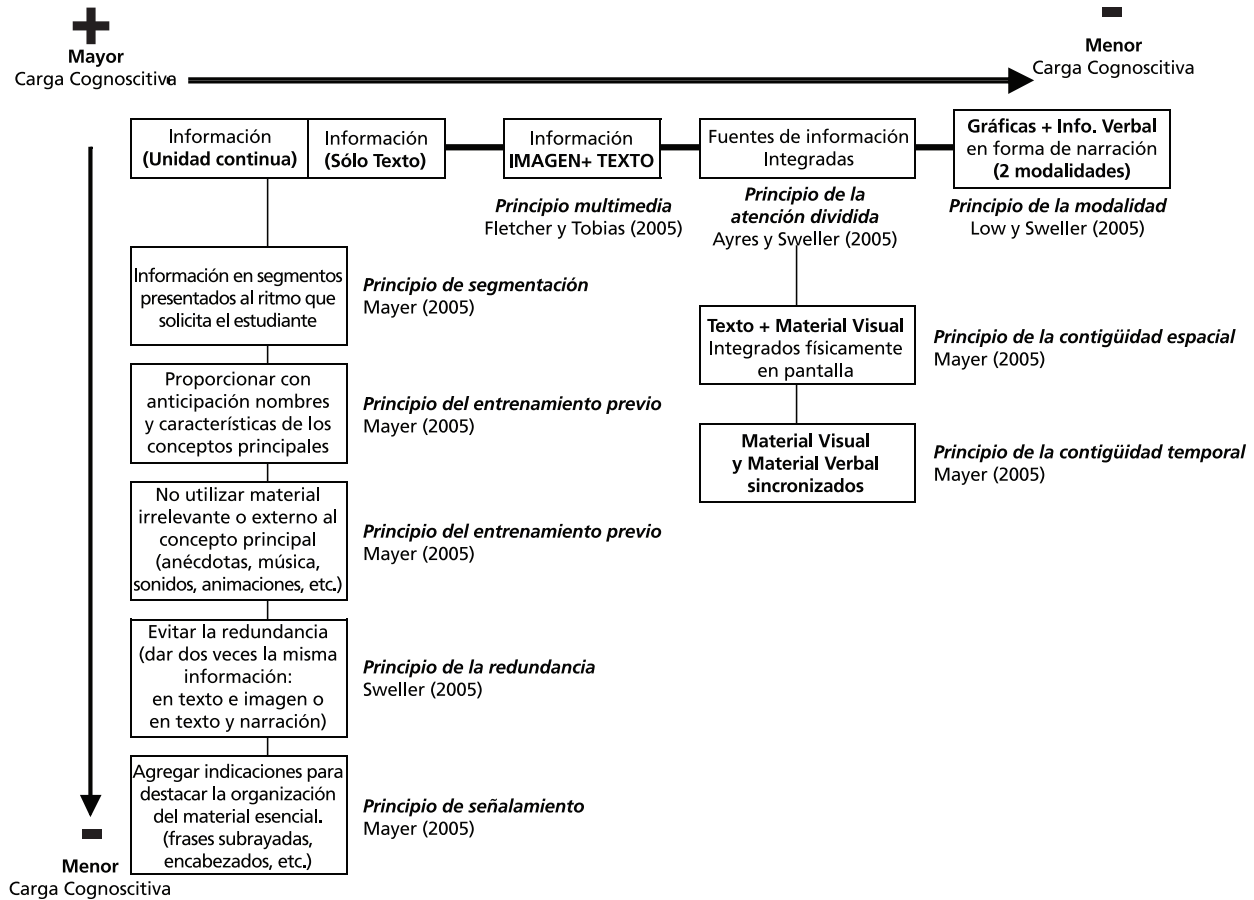 +
Mayor
Carga Cognoscitiva
-
Menor
Carga Cognoscitiva
Información
(Unidad continua)
Información
(Sólo Texto)
Información
IMAGEN+ TEXTO
Fuentes de información
Integradas
Gráficas + Info. Verbal
en forma de narración
(2 modalidades)
Principio multimedia
Fletcher y Tobias (2005)
Principio de la
atención dividida
Ayres y Sweller (2005)
Principio de la modalidad
Low y Sweller (2005)
Información en segmentos
presentados al ritmo que
solicita el estudiante
Principio de segmentación
Mayer (2005)
Texto + Material Visual
Integrados físicamente
en pantalla
Principio de la contigüidad espacial
Mayer (2005)
Proporcionar con
anticipación nombres
y características de los
conceptos principales
Principio del entrenamiento previo
Mayer (2005)
Material Visual
y Material Verbal
sincronizados
Principio de la contigüidad temporal
Mayer (2005)
No utilizar material
irrelevante o externo al
concepto principal
(anécdotas, música,
sonidos, animaciones, etc.)
Principio del entrenamiento previo
Mayer (2005)
Evitar la redundancia
(dar dos veces la misma
información:
en texto e imagen o
en texto y narración)
Principio de la redundancia
Sweller (2005)
Agregar indicaciones para
destacar la organización
del material esencial.
(frases subrayadas,
encabezados, etc.)
Principio de señalamiento
Mayer (2005)
-
Menor
Carga Cognoscitiva